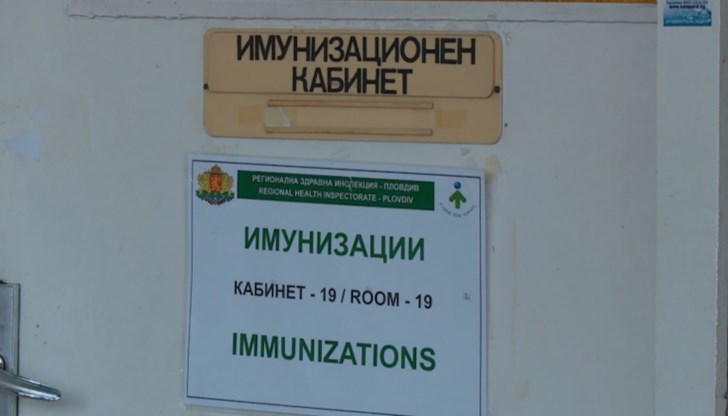 ИМУНИЗАЦИОНЕН
КАБИНЕТ
РЕГИОНАЛНА ЗДРАВНА ИНСПЕКЦИЯ - ПЛОВДИВ
REGIONAL HEALTH INSPECTORATE - PLOVDIV
ИМУНИЗАЦИИ
КАБИНЕТ - 19 / ROOM - 19
IMMUNIZATIONS